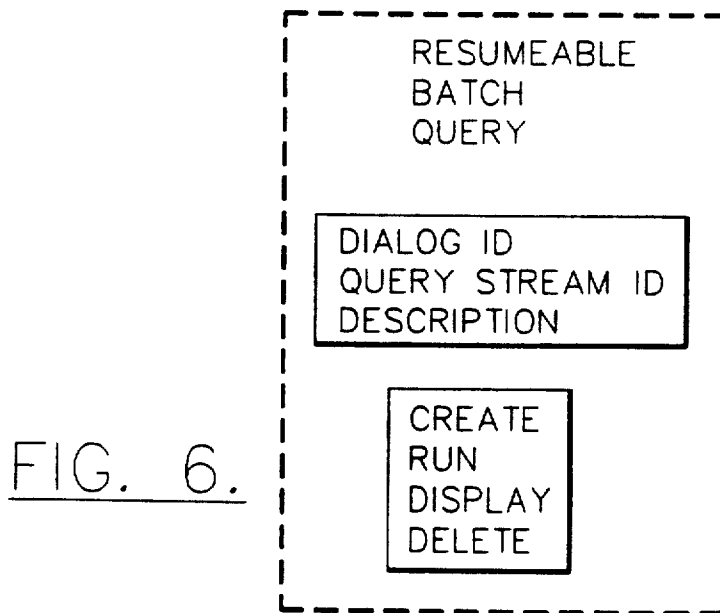 RESUMEABLE
BATCH
QUERY
DIALOG ID
QUERY STREAM ID
DESCRIPTION
CREATE
RUN
DISPLAY
DELETE
FIG. 6.